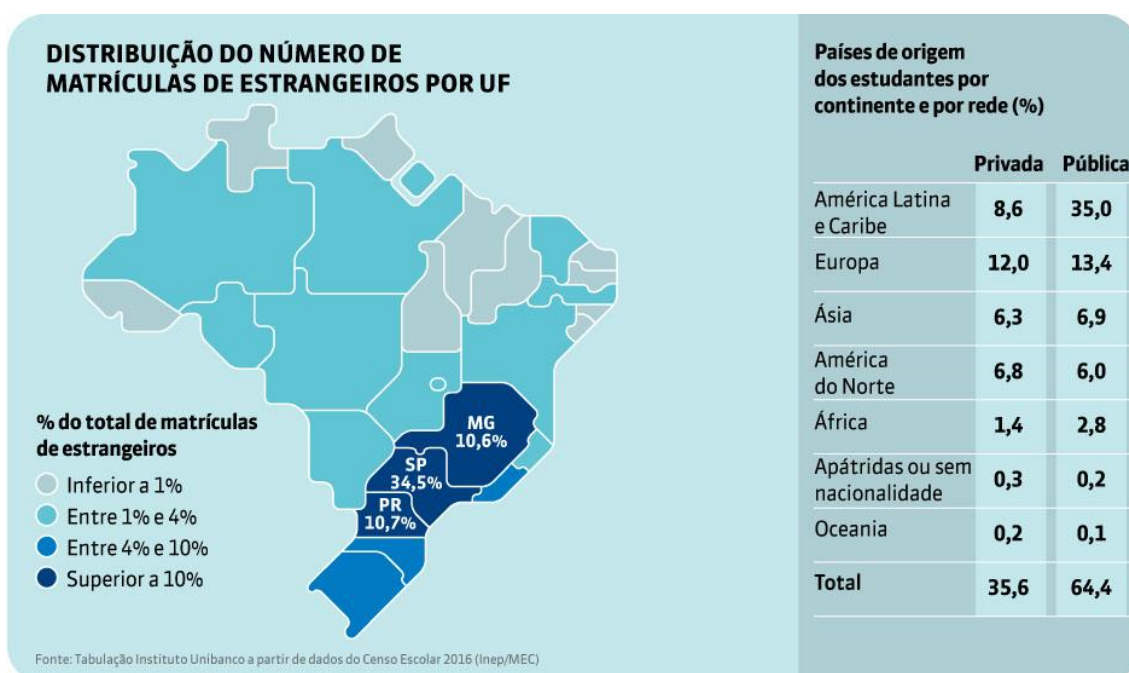 DISTRIBUIÇÃO DO NÚMERO DE
MATRÍCULAS DE ESTRANGEIROS POR UF
MG
10,6%
SP
34,5%
PR
10,7%
% do total de matrículas
de estrangeiros
Inferior a 1%
Entre 1% e 4%
Entre 4% e 10%
Superior a 10%
Fonte: Tabulação Instituto Unibanco a partir de dados do Censo Escolar 2016 (Inep/MEC)
Países de origem
dos estudantes por
continente e por rede (%)
Privada Pública
América Latina
e Caribe 8,6 35,0
Europa 12,0 13,4
Ásia 6,3 6,9
América
do Norte 6,8 6,0
África 1,4 2,8
Apátridas ou sem
nacionalidade 0,3 0,2
Oceania 0,2 0,1
Total 35,6 64,4